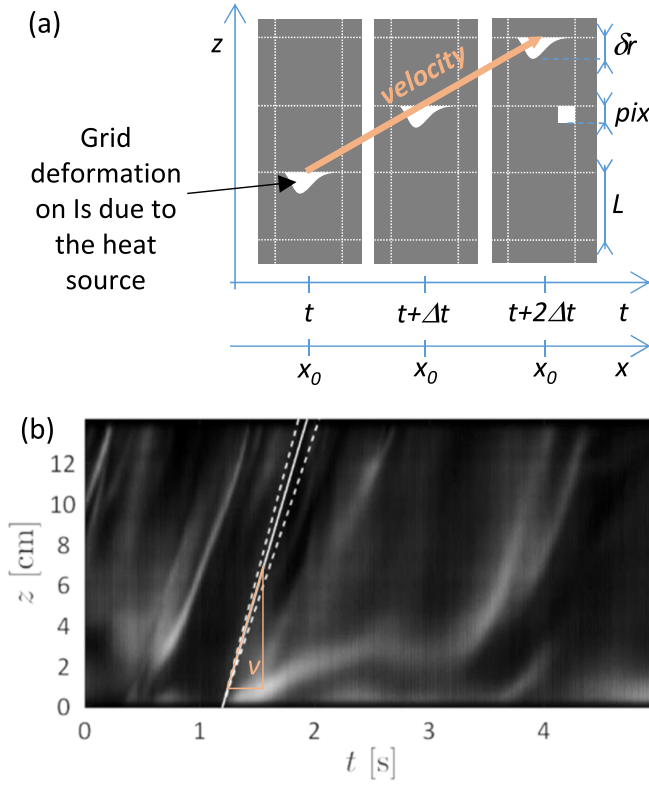 (a)
z
velocity
δr
pix
L
Grid
deformation
on Is due to
the heat
source
t t+Δt t+2Δt t
x₀ x₀ x₀ x
(b)
12
10
8
6
4
2
0
z [cm]
v
0 1 2 3 4
t [s]